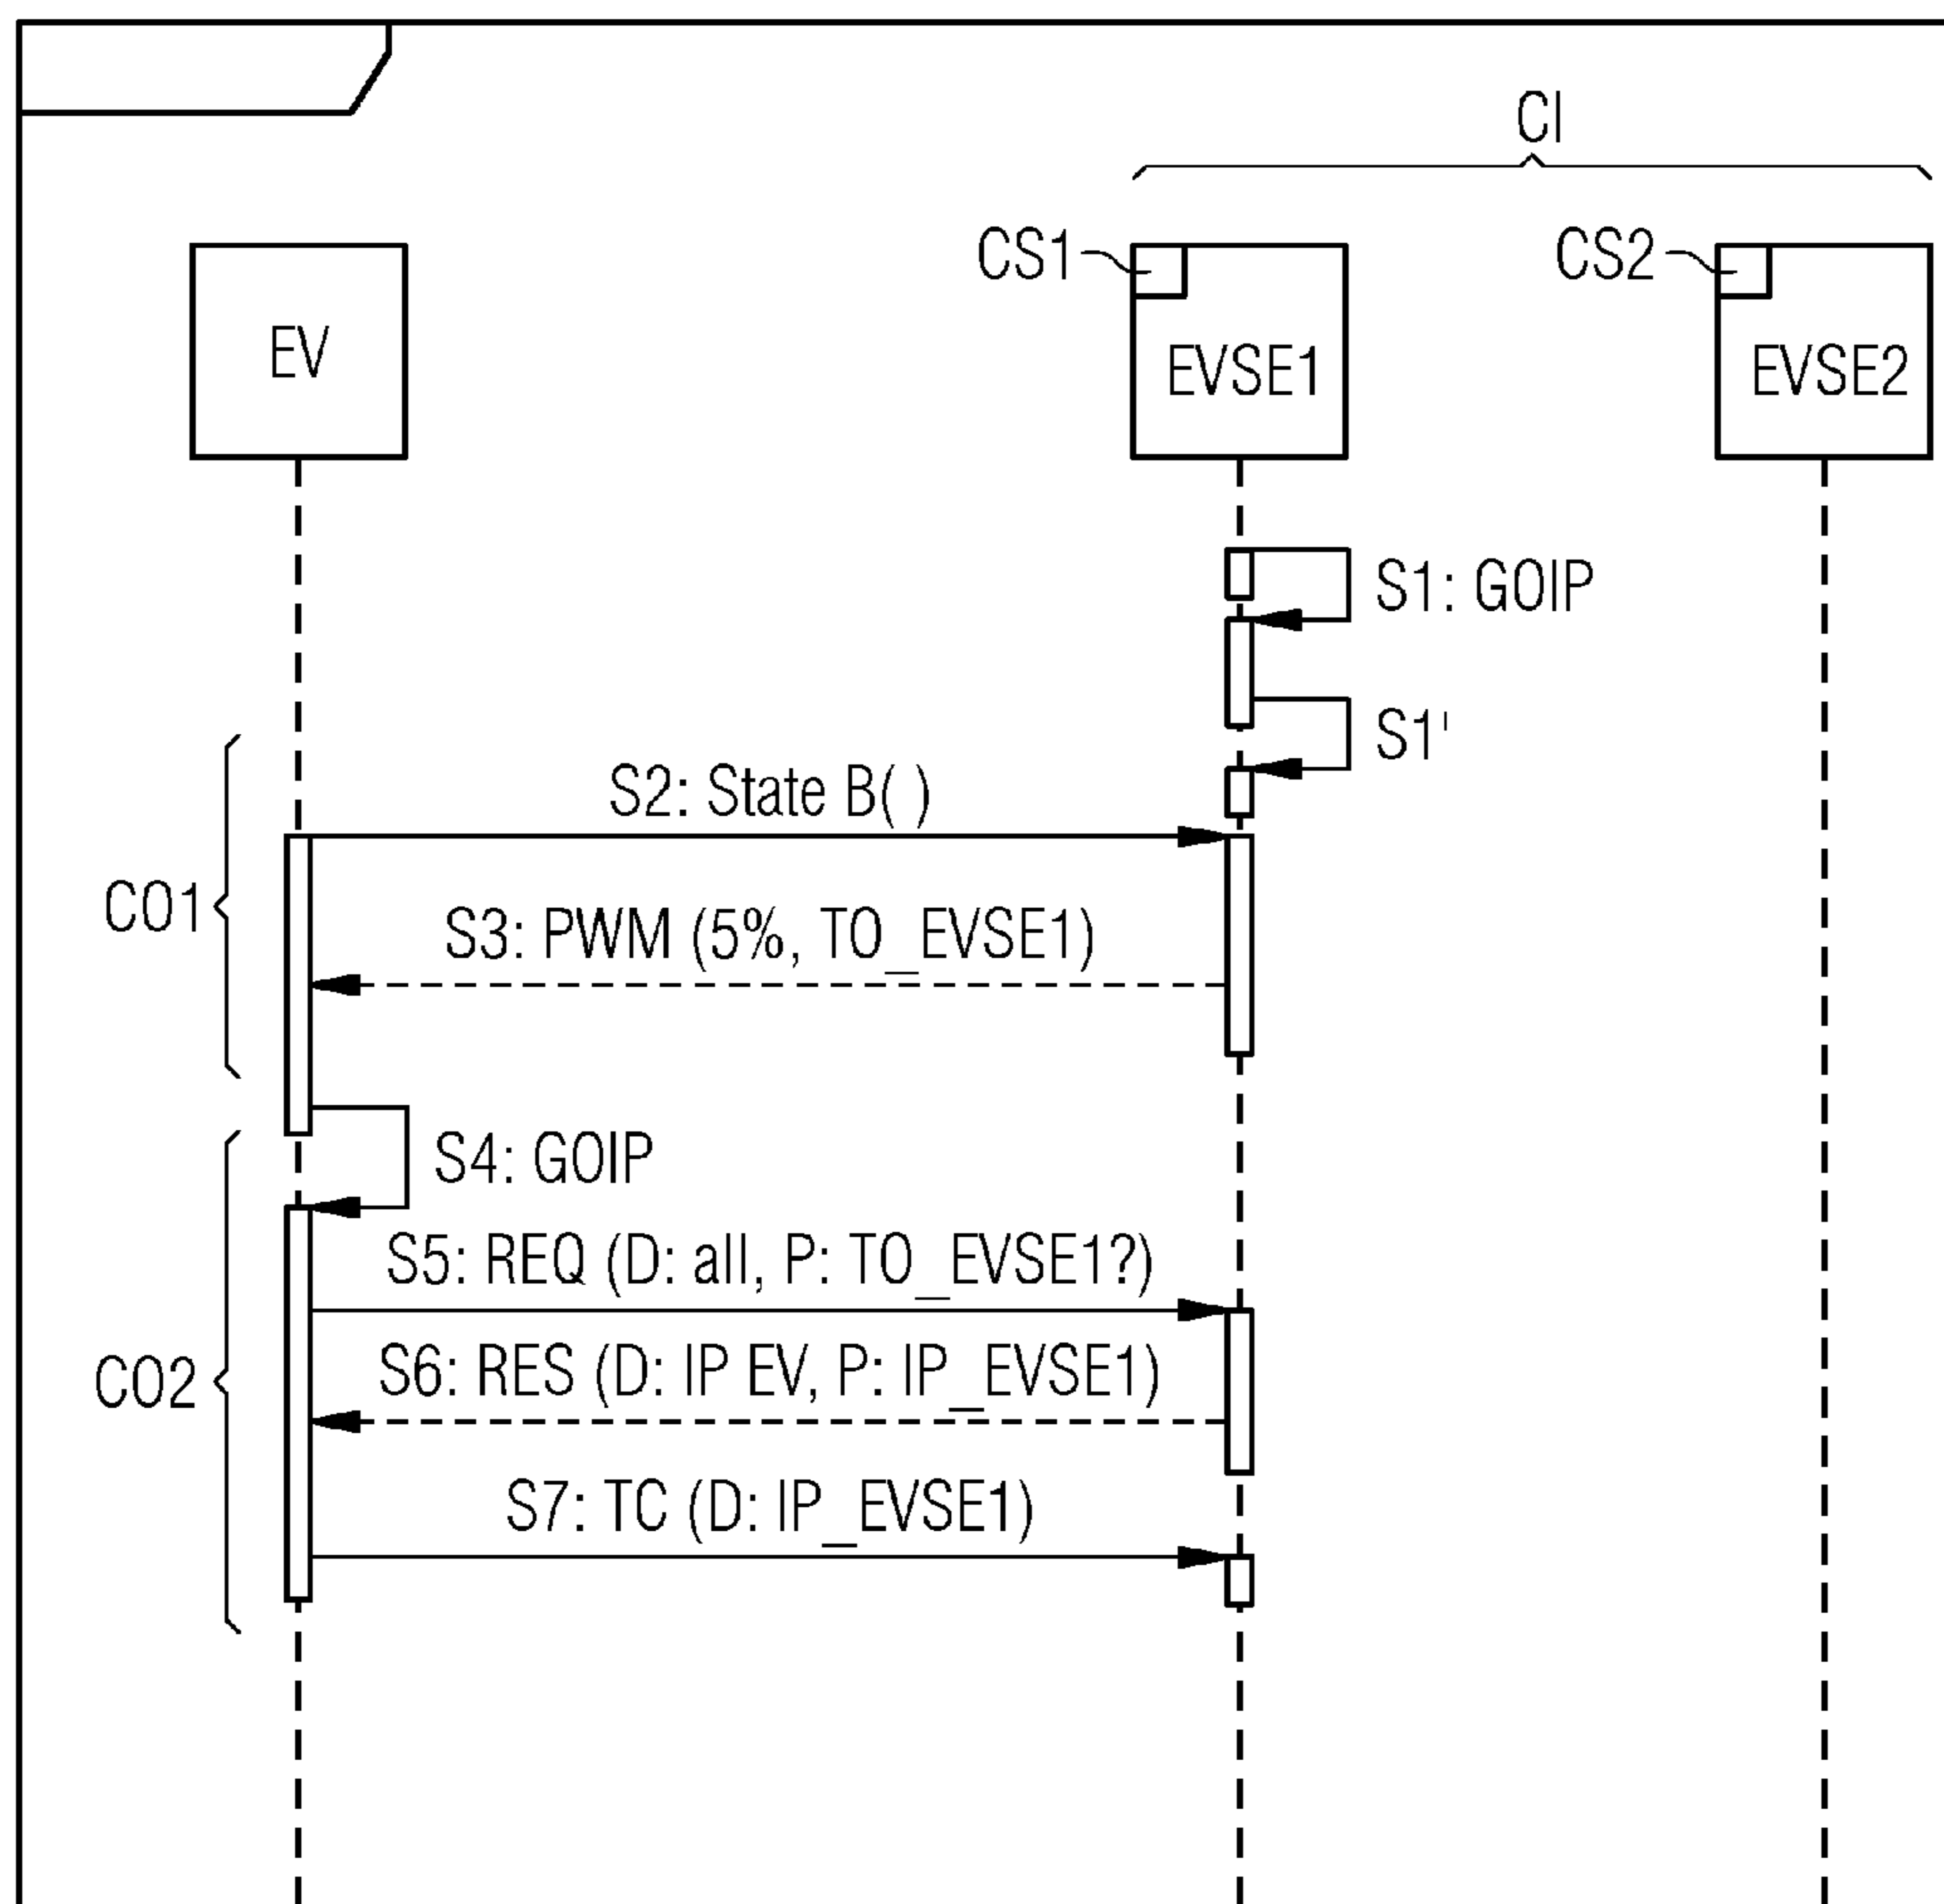 CI
CS1
CS2
EV
EVSE1
EVSE2
S1: GOIP
S1'
S2: State B( )
CO1
S3: PWM (5%, TO_EVSE1)
S4: GOIP
S5: REQ (D: all, P: TO_EVSE1?)
CO2
S6: RES (D: IP EV, P: IP_EVSE1)
S7: TC (D: IP_EVSE1)